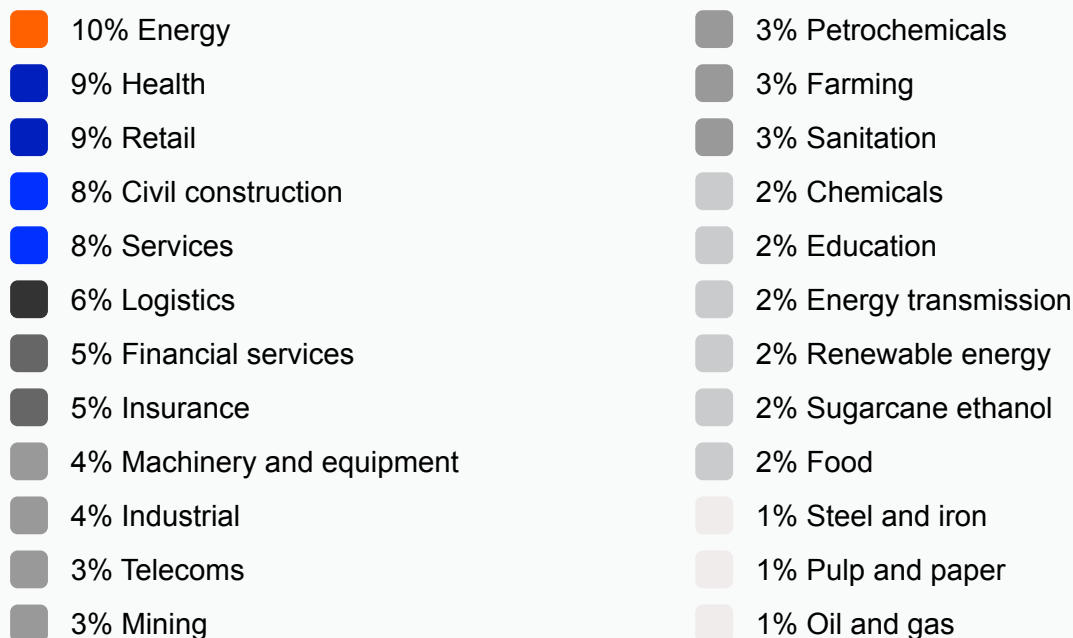 10% Energy
9% Health
9% Retail
8% Civil construction
8% Services
6% Logistics
5% Financial services
5% Insurance
4% Machinery and equipment
4% Industrial
3% Telecoms
3% Mining
3% Petrochemicals
3% Farming
3% Sanitation
2% Chemicals
2% Education
2% Energy transmission
2% Renewable energy
2% Sugarcane ethanol
2% Food
1% Steel and iron
1% Pulp and paper
1% Oil and gas